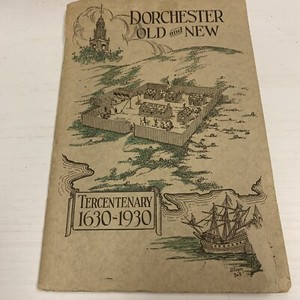 DORCHESTER
OLD and NEW
TERCENTENARY
1630-1930